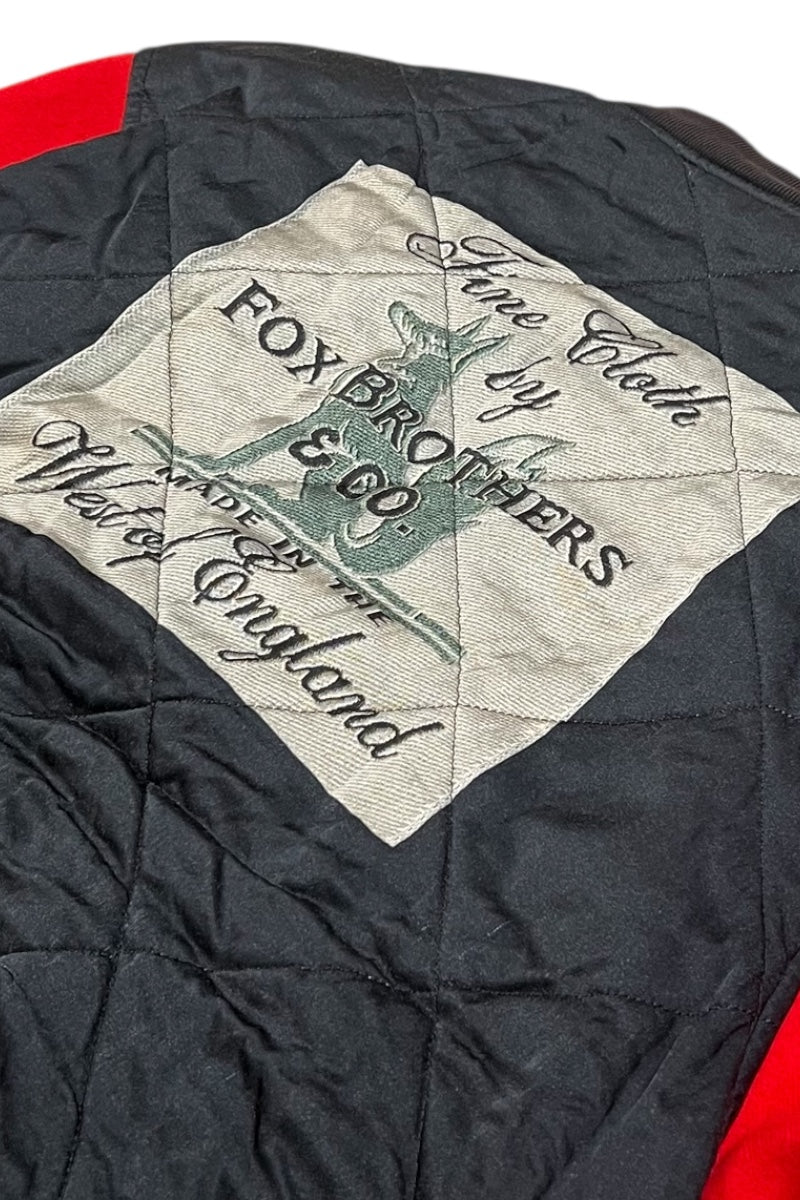 Fine Cloth
by
FOX BROTHERS
& CO.
MADE IN THE
West of England